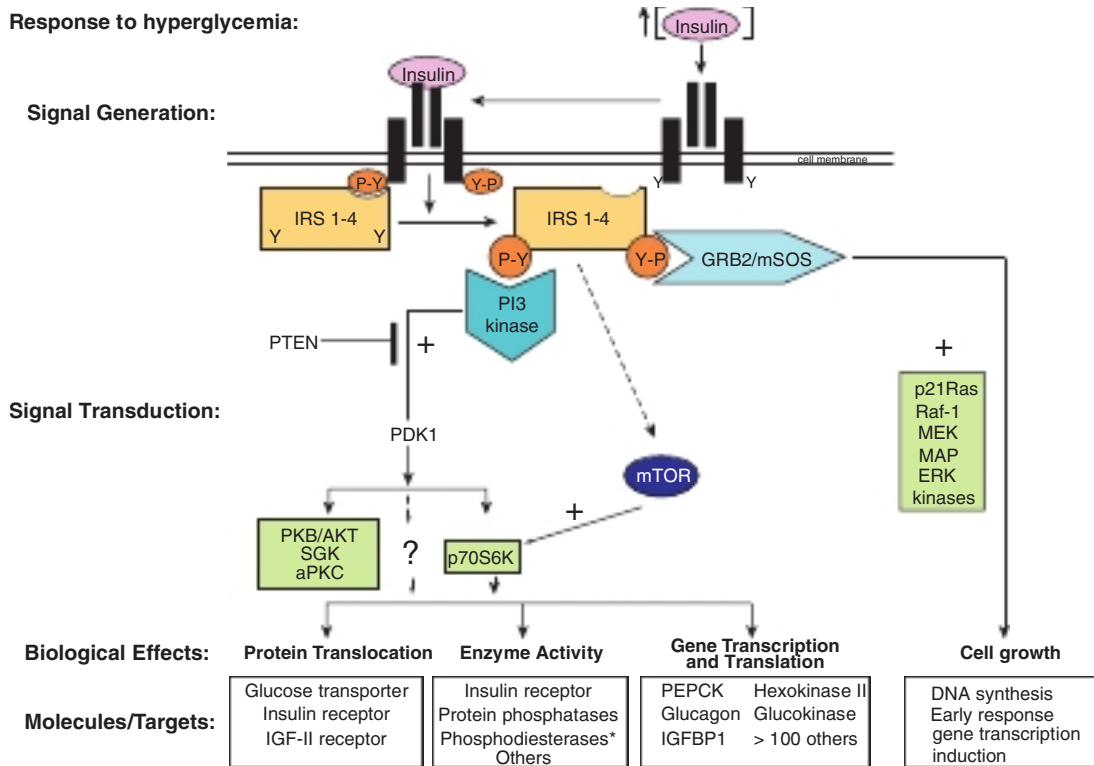 Response to hyperglycemia:
Insulin
Insulin
Signal Generation:
cell membrane
P-Y
Y-P
Y
Y
IRS 1-4
Y
Y
IRS 1-4
P-Y
Y-P
GRB2/mSOS
PI3
kinase
PTEN
+
+
p21Ras
Raf-1
MEK
MAP
ERK
kinases
Signal Transduction:
PDK1
mTOR
+
PKB/AKT
SGK
aPKC
?
p70S6K
Biological Effects:
Protein Translocation
Enzyme Activity
Gene Transcription
and Translation
Cell growth
Molecules/Targets:
Glucose transporter
Insulin receptor
IGF-II receptor
Insulin receptor
Protein phosphatases
Phosphodiesterases*
Others
PEPCK Hexokinase II
Glucagon Glucokinase
IGFBP1 > 100 others
DNA synthesis
Early response
gene transcription
induction